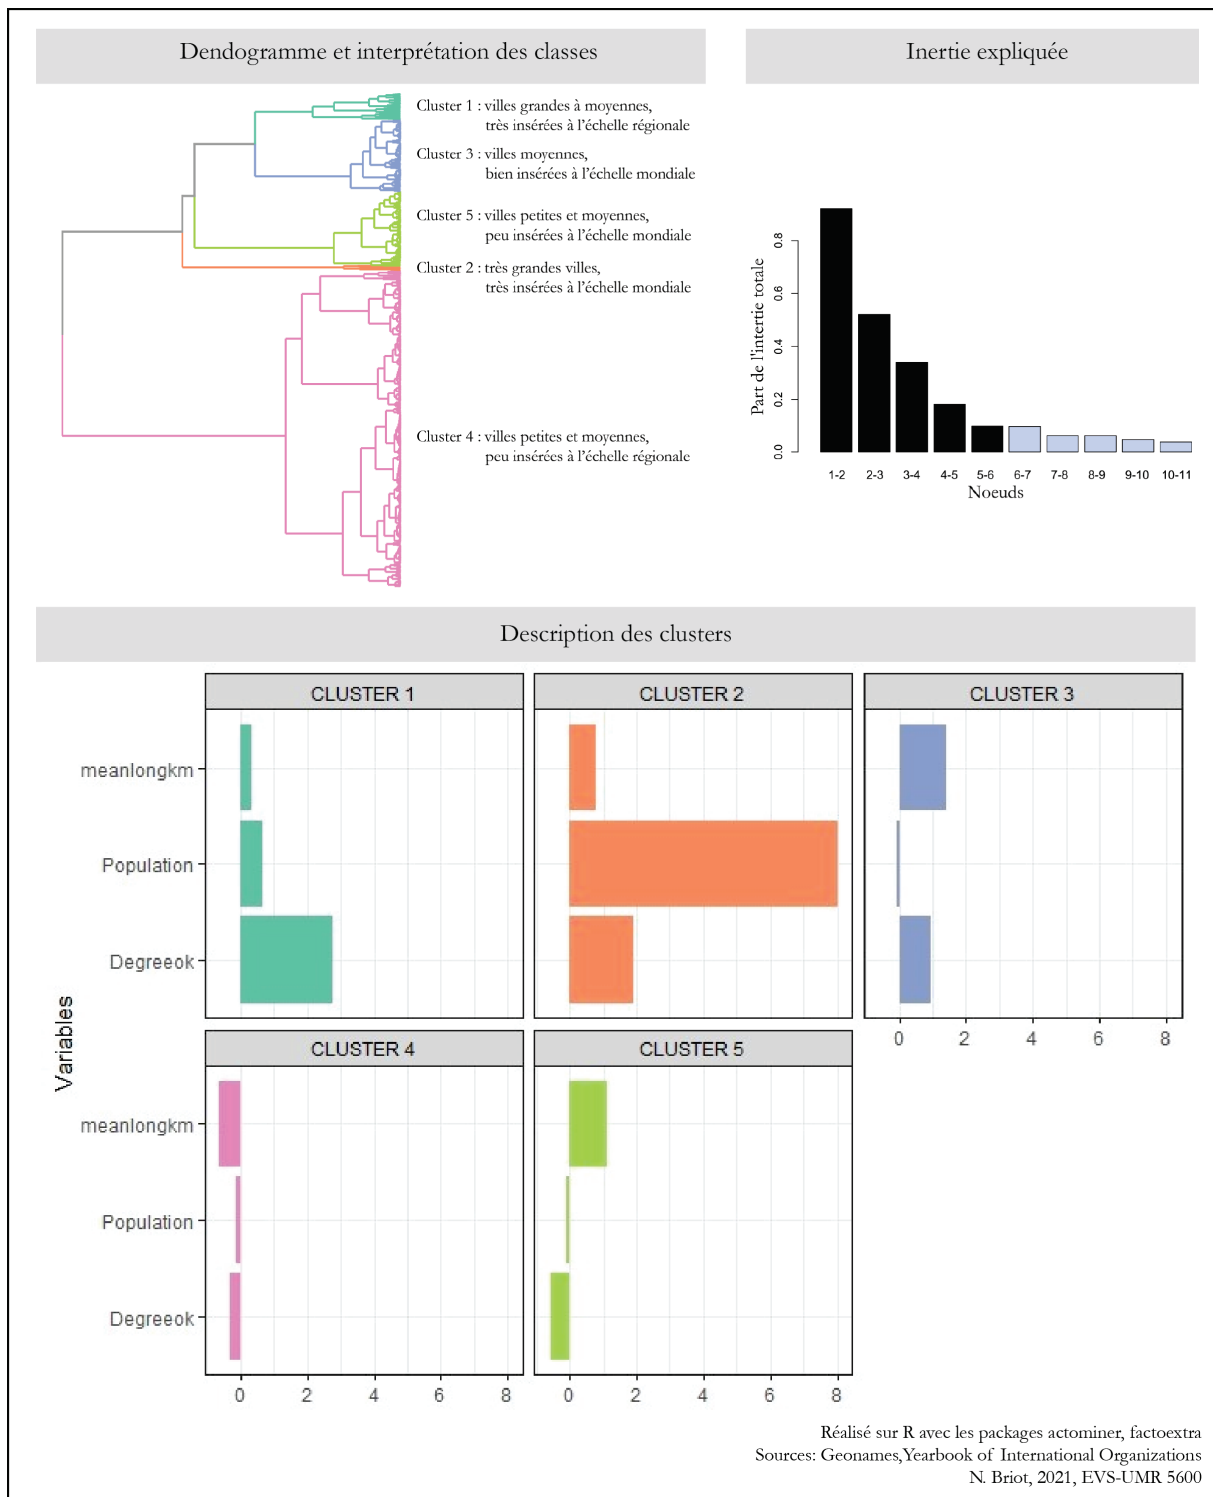 Dendogramme et interprétation des classes
Inertie expliquée
Cluster 1 : villes grandes à moyennes,
très insérées à l'échelle régionale
Cluster 3 : villes moyennes,
bien insérées à l'échelle mondiale
Cluster 5 : villes petites et moyennes,
peu insérées à l'échelle mondiale
Cluster 2 : très grandes villes,
très insérées à l'échelle mondiale
Cluster 4 : villes petites et moyennes,
peu insérées à l'échelle régionale
Part de l'intertie totale
0.8
0.6
0.4
0.2
0.0
1-2 2-3 3-4 4-5 5-6 6-7 7-8 8-9 9-10 10-11
Noeuds
Description des clusters
CLUSTER 1 CLUSTER 2 CLUSTER 3
meanlongkm
Population
Degreeok
0 2 4 6 8
Variables
CLUSTER 4 CLUSTER 5
meanlongkm
Population
Degreeok
0 2 4 6 8 0 2 4 6 8
Réalisé sur R avec les packages actominer, factoextra
Sources: Geonames,Yearbook of International Organizations
N. Briot, 2021, EVS-UMR 5600